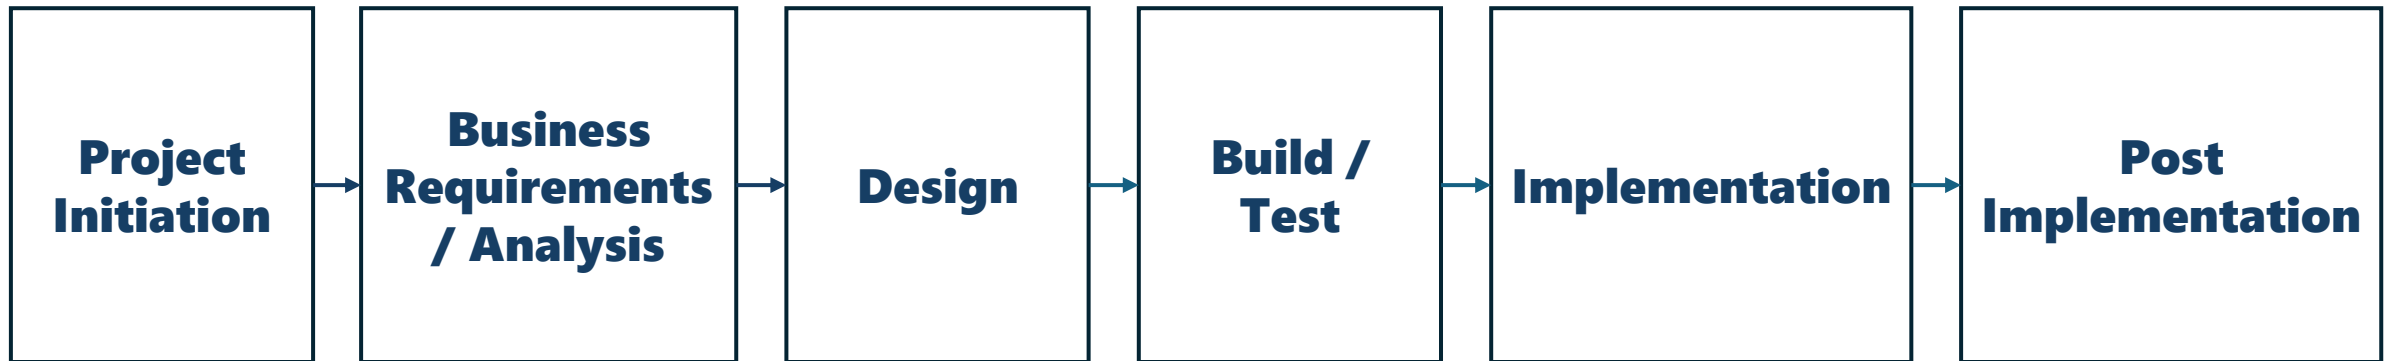 Project
Initiation
Business
Requirements
/ Analysis
Design
Build /
Test
Implementation
Post
Implementation